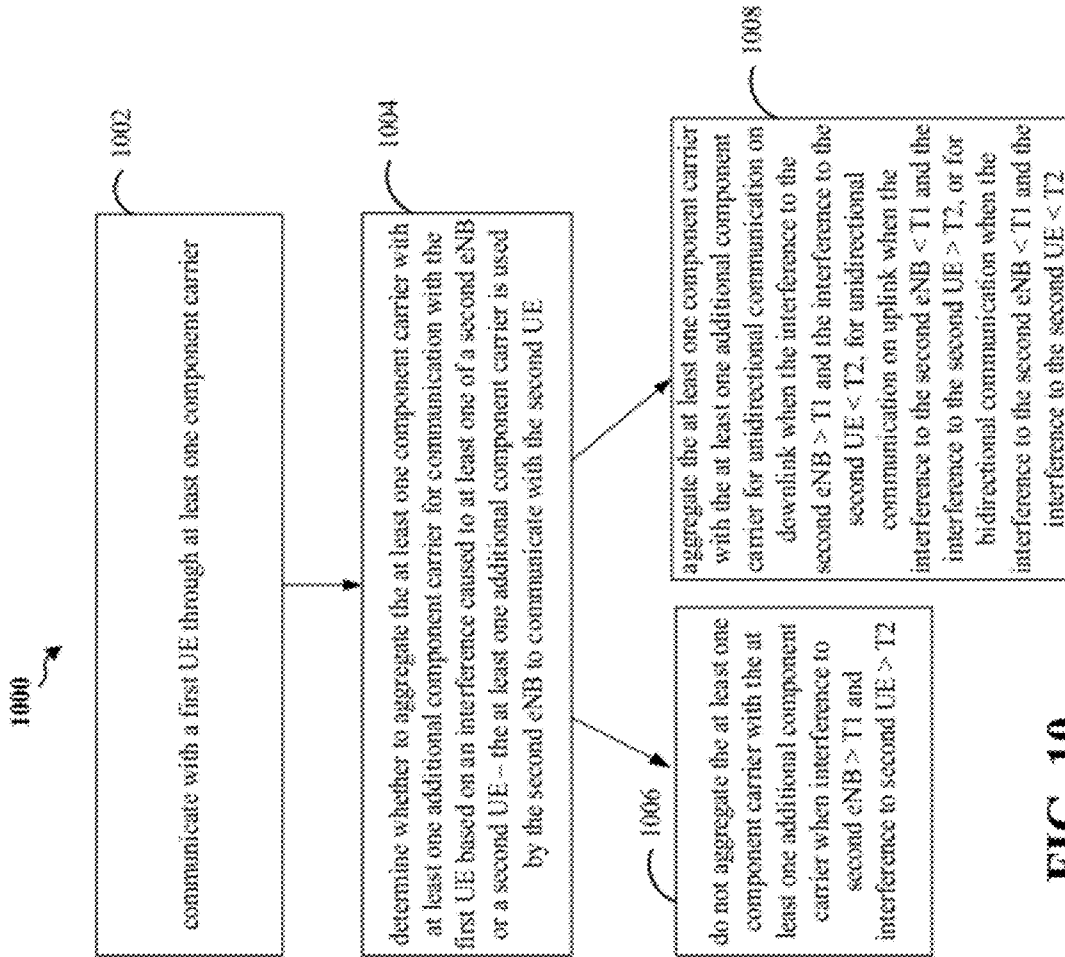 1000
1002
communicate with a first UE through at least one component carrier
1004
determine whether to aggregate the at least one component carrier with
at least one additional component carrier for communication with the
first UE based on an interference caused to at least one of a second eNB
or a second UE – the at least one additional component carrier is used
by the second eNB to communicate with the second UE
1006
do not aggregate the at least one
component carrier with the at
least one additional component
carrier when interference to
second eNB > T1 and
interference to second UE > T2
1008
aggregate the at least one component carrier
with the at least one additional component
carrier for unidirectional communication on
downlink when the interference to the
second eNB > T1 and the interference to the
second UE < T2, for unidirectional
communication on uplink when the
interference to the second eNB < T1 and the
interference to the second UE > T2, or for
bidirectional communication when the
interference to the second eNB < T1 and the
interference to the second UE < T2
FIG. 10